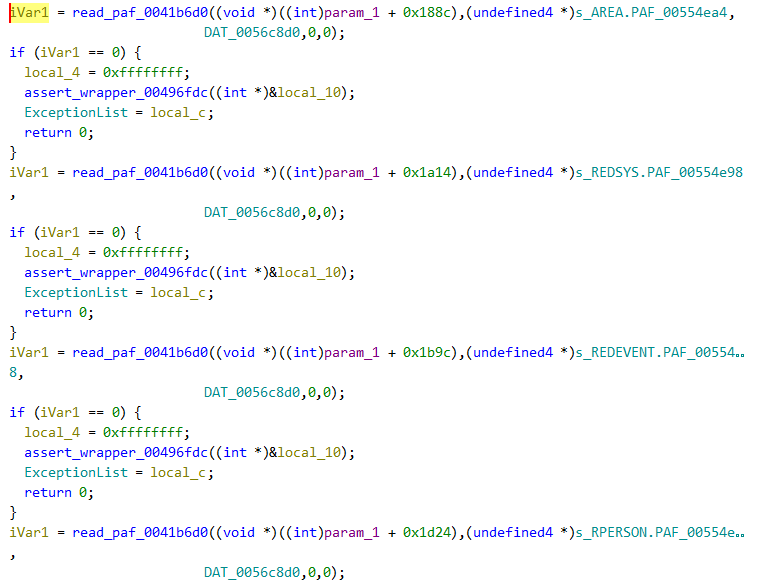 iVar1 = read_paf_0041b6d0((void *)((int)param_1 + 0x188c),(undefined4 *)s_AREA.PAF_00554ea4,
                        DAT_0056c8d0,0,0);
if (iVar1 == 0) {
  local_4 = 0xffffffff;
  assert_wrapper_00496fdc((int *)&local_10);
  ExceptionList = local_c;
  return 0;
}
iVar1 = read_paf_0041b6d0((void *)((int)param_1 + 0x1a14),(undefined4 *)s_REDSYS.PAF_00554e98
,
                        DAT_0056c8d0,0,0);
if (iVar1 == 0) {
  local_4 = 0xffffffff;
  assert_wrapper_00496fdc((int *)&local_10);
  ExceptionList = local_c;
  return 0;
}
iVar1 = read_paf_0041b6d0((void *)((int)param_1 + 0x1b9c),(undefined4 *)s_REDEVENT.PAF_00554…
8,
                        DAT_0056c8d0,0,0);
if (iVar1 == 0) {
  local_4 = 0xffffffff;
  assert_wrapper_00496fdc((int *)&local_10);
  ExceptionList = local_c;
  return 0;
}
iVar1 = read_paf_0041b6d0((void *)((int)param_1 + 0x1d24),(undefined4 *)s_RPERSON.PAF_00554e…
,
                        DAT_0056c8d0,0,0);